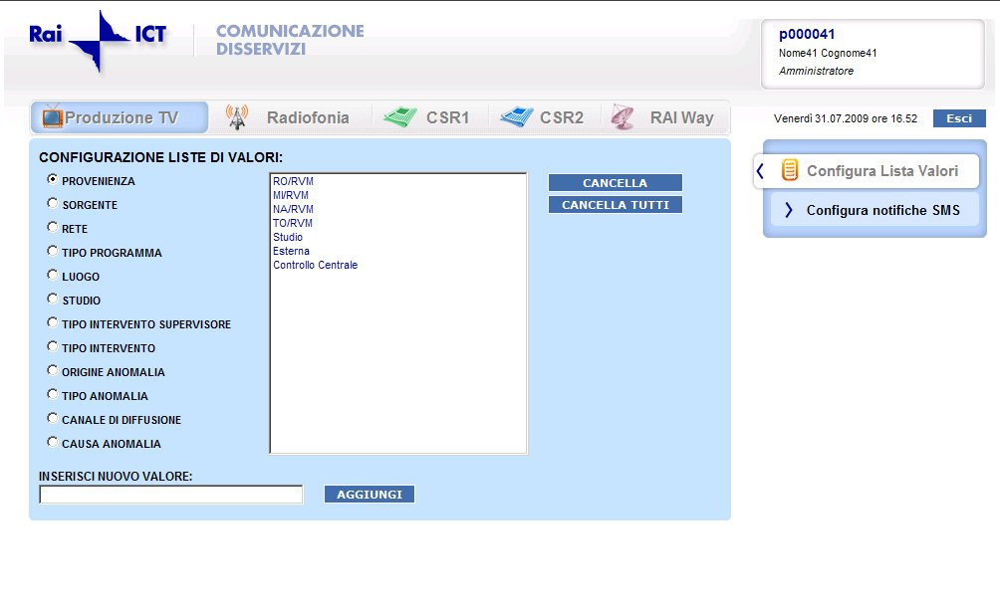 Rai ICT
COMUNICAZIONE
DISSERVIZI
p000041
Nome41 Cognome41
Amministratore
Produzione TV Radiofonia CSR1 CSR2 RAI Way
Venerdì 31.07.2009 ore 16.52 Esci
CONFIGURAZIONE LISTE DI VALORI:
PROVENIENZA
SORGENTE
RETE
TIPO PROGRAMMA
LUOGO
STUDIO
TIPO INTERVENTO SUPERVISORE
TIPO INTERVENTO
ORIGINE ANOMALIA
TIPO ANOMALIA
CANALE DI DIFFUSIONE
CAUSA ANOMALIA
RO/RVM
MI/RVM
NA/RVM
TO/RVM
Studio
Esterna
Controllo Centrale
CANCELLA
CANCELLA TUTTI
Configura Lista Valori
Configura notifiche SMS
INSERISCI NUOVO VALORE:
AGGIUNGI